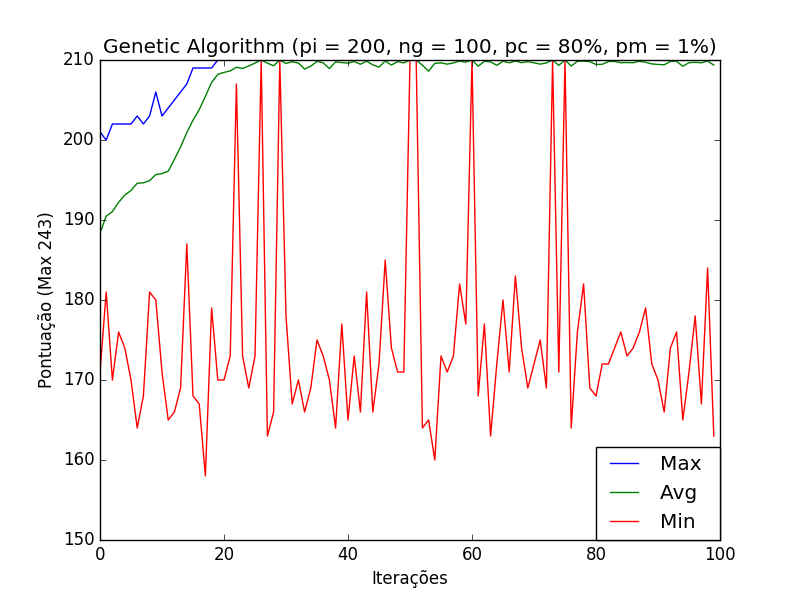 Genetic Algorithm (pi = 200, ng = 100, pc = 80%, pm = 1%)
210
200
190
180
170
160
150
Pontuação (Max 243)
0 20 40 60 80 100
Iterações
Max
Avg
Min